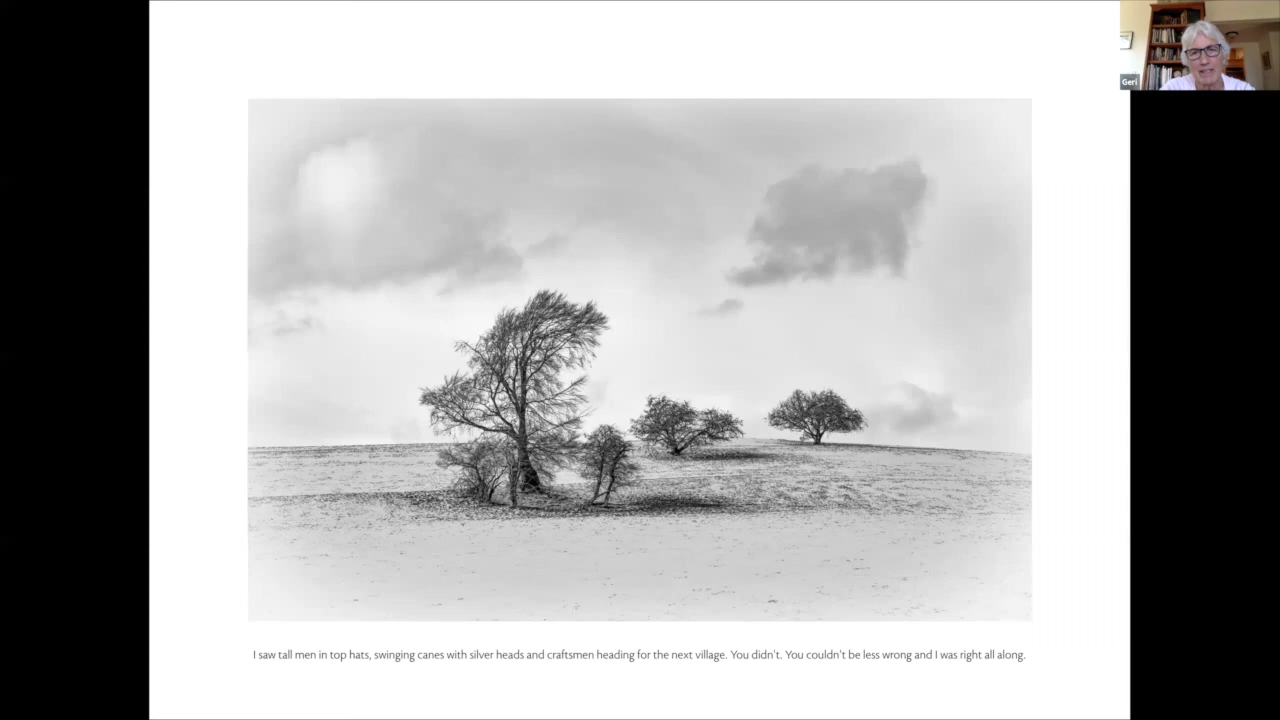 Geri
I saw tall men in top hats, swinging canes with silver heads and craftsmen heading for the next village. You didn't. You couldn't be less wrong and I was right all along.